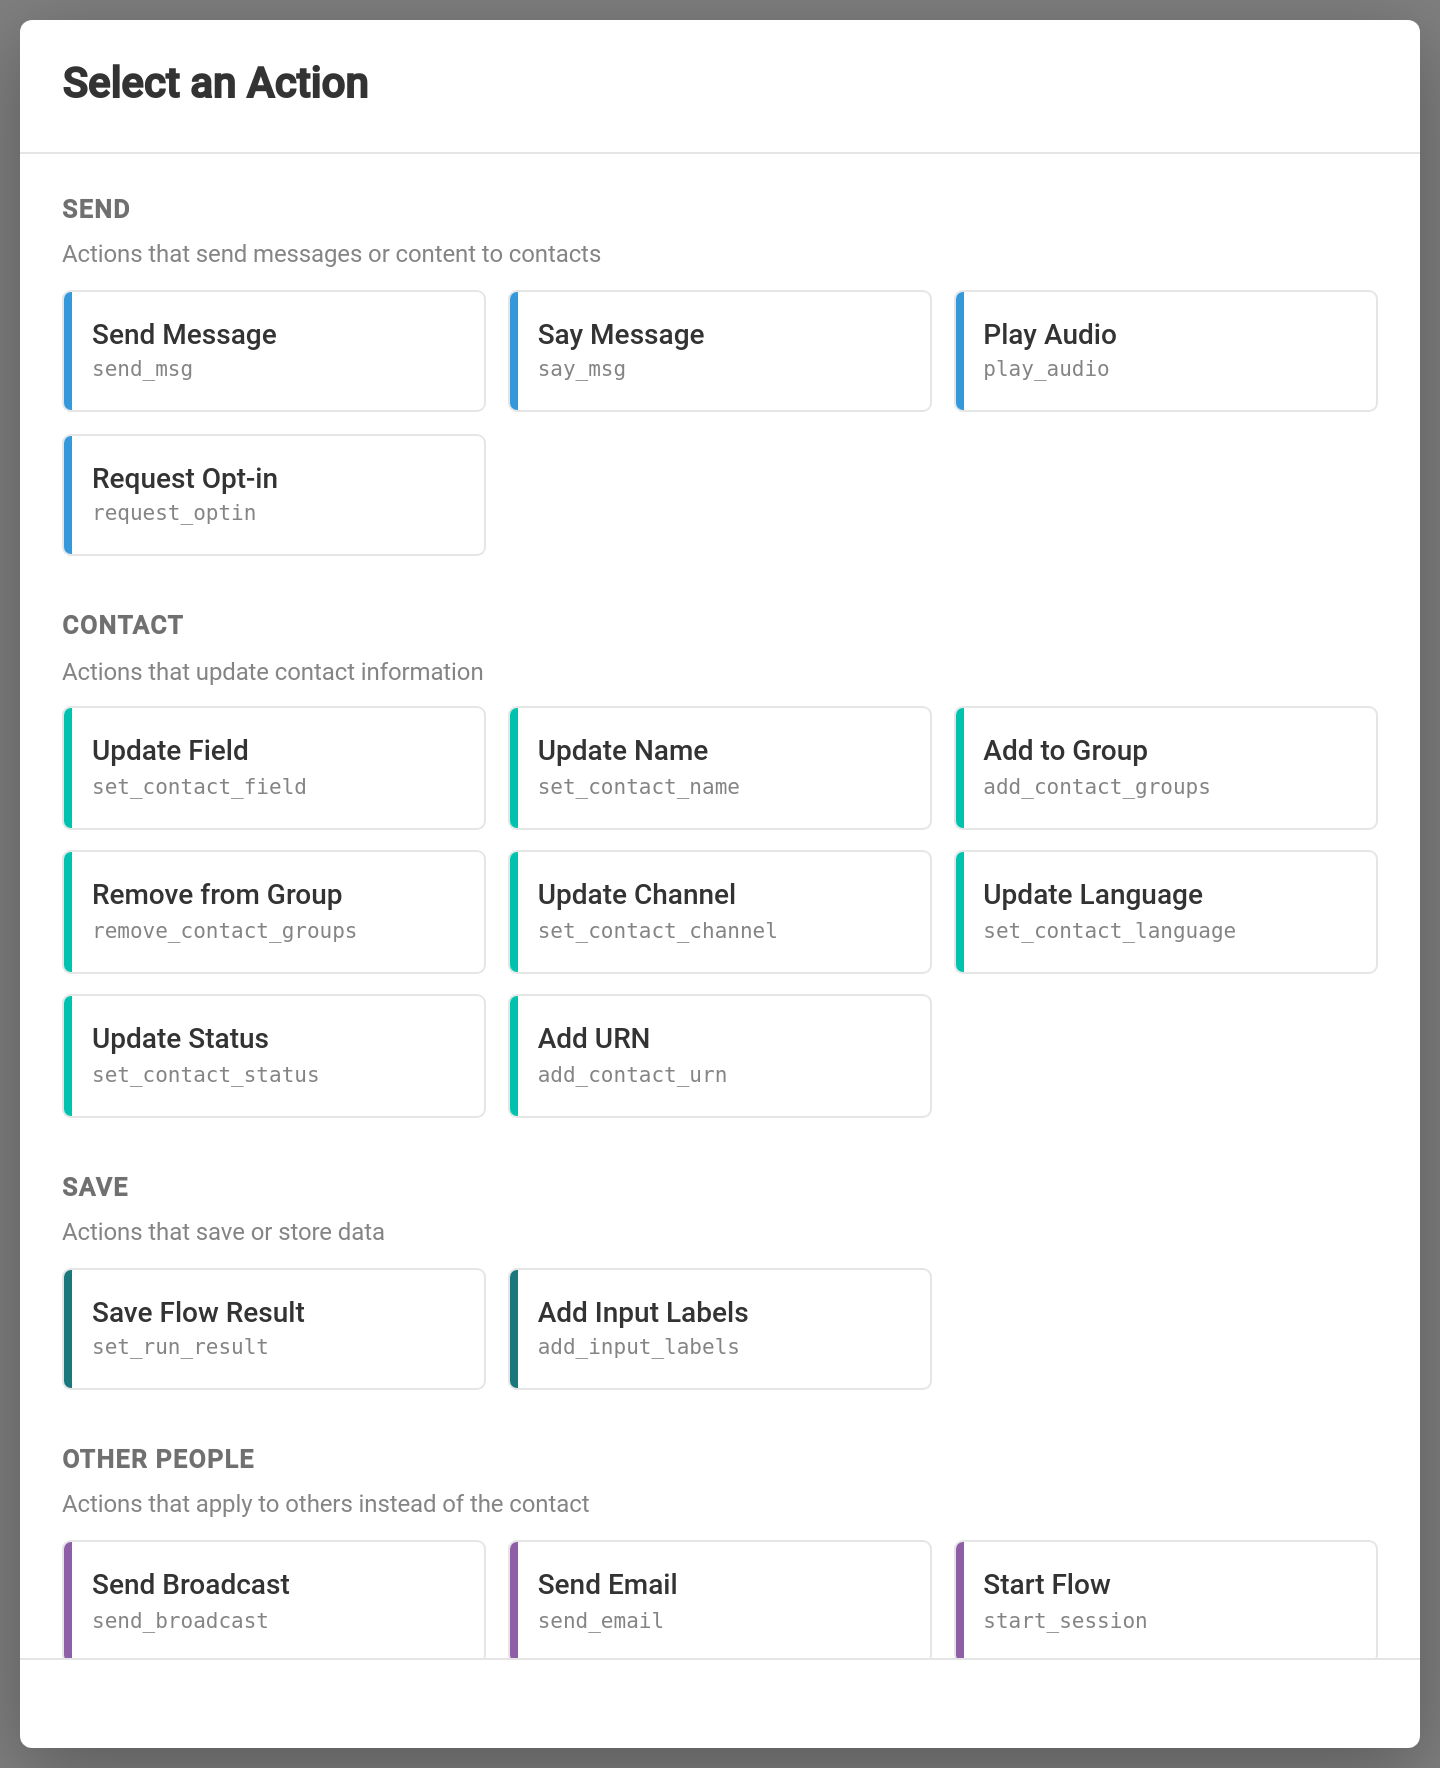 Select an Action
SEND
Actions that send messages or content to contacts
Send Message
send_msg
Say Message
say_msg
Play Audio
play_audio
Request Opt-in
request_optin
CONTACT
Actions that update contact information
Update Field
set_contact_field
Update Name
set_contact_name
Add to Group
add_contact_groups
Remove from Group
remove_contact_groups
Update Channel
set_contact_channel
Update Language
set_contact_language
Update Status
set_contact_status
Add URN
add_contact_urn
SAVE
Actions that save or store data
Save Flow Result
set_run_result
Add Input Labels
add_input_labels
OTHER PEOPLE
Actions that apply to others instead of the contact
Send Broadcast
send_broadcast
Send Email
send_email
Start Flow
start_session